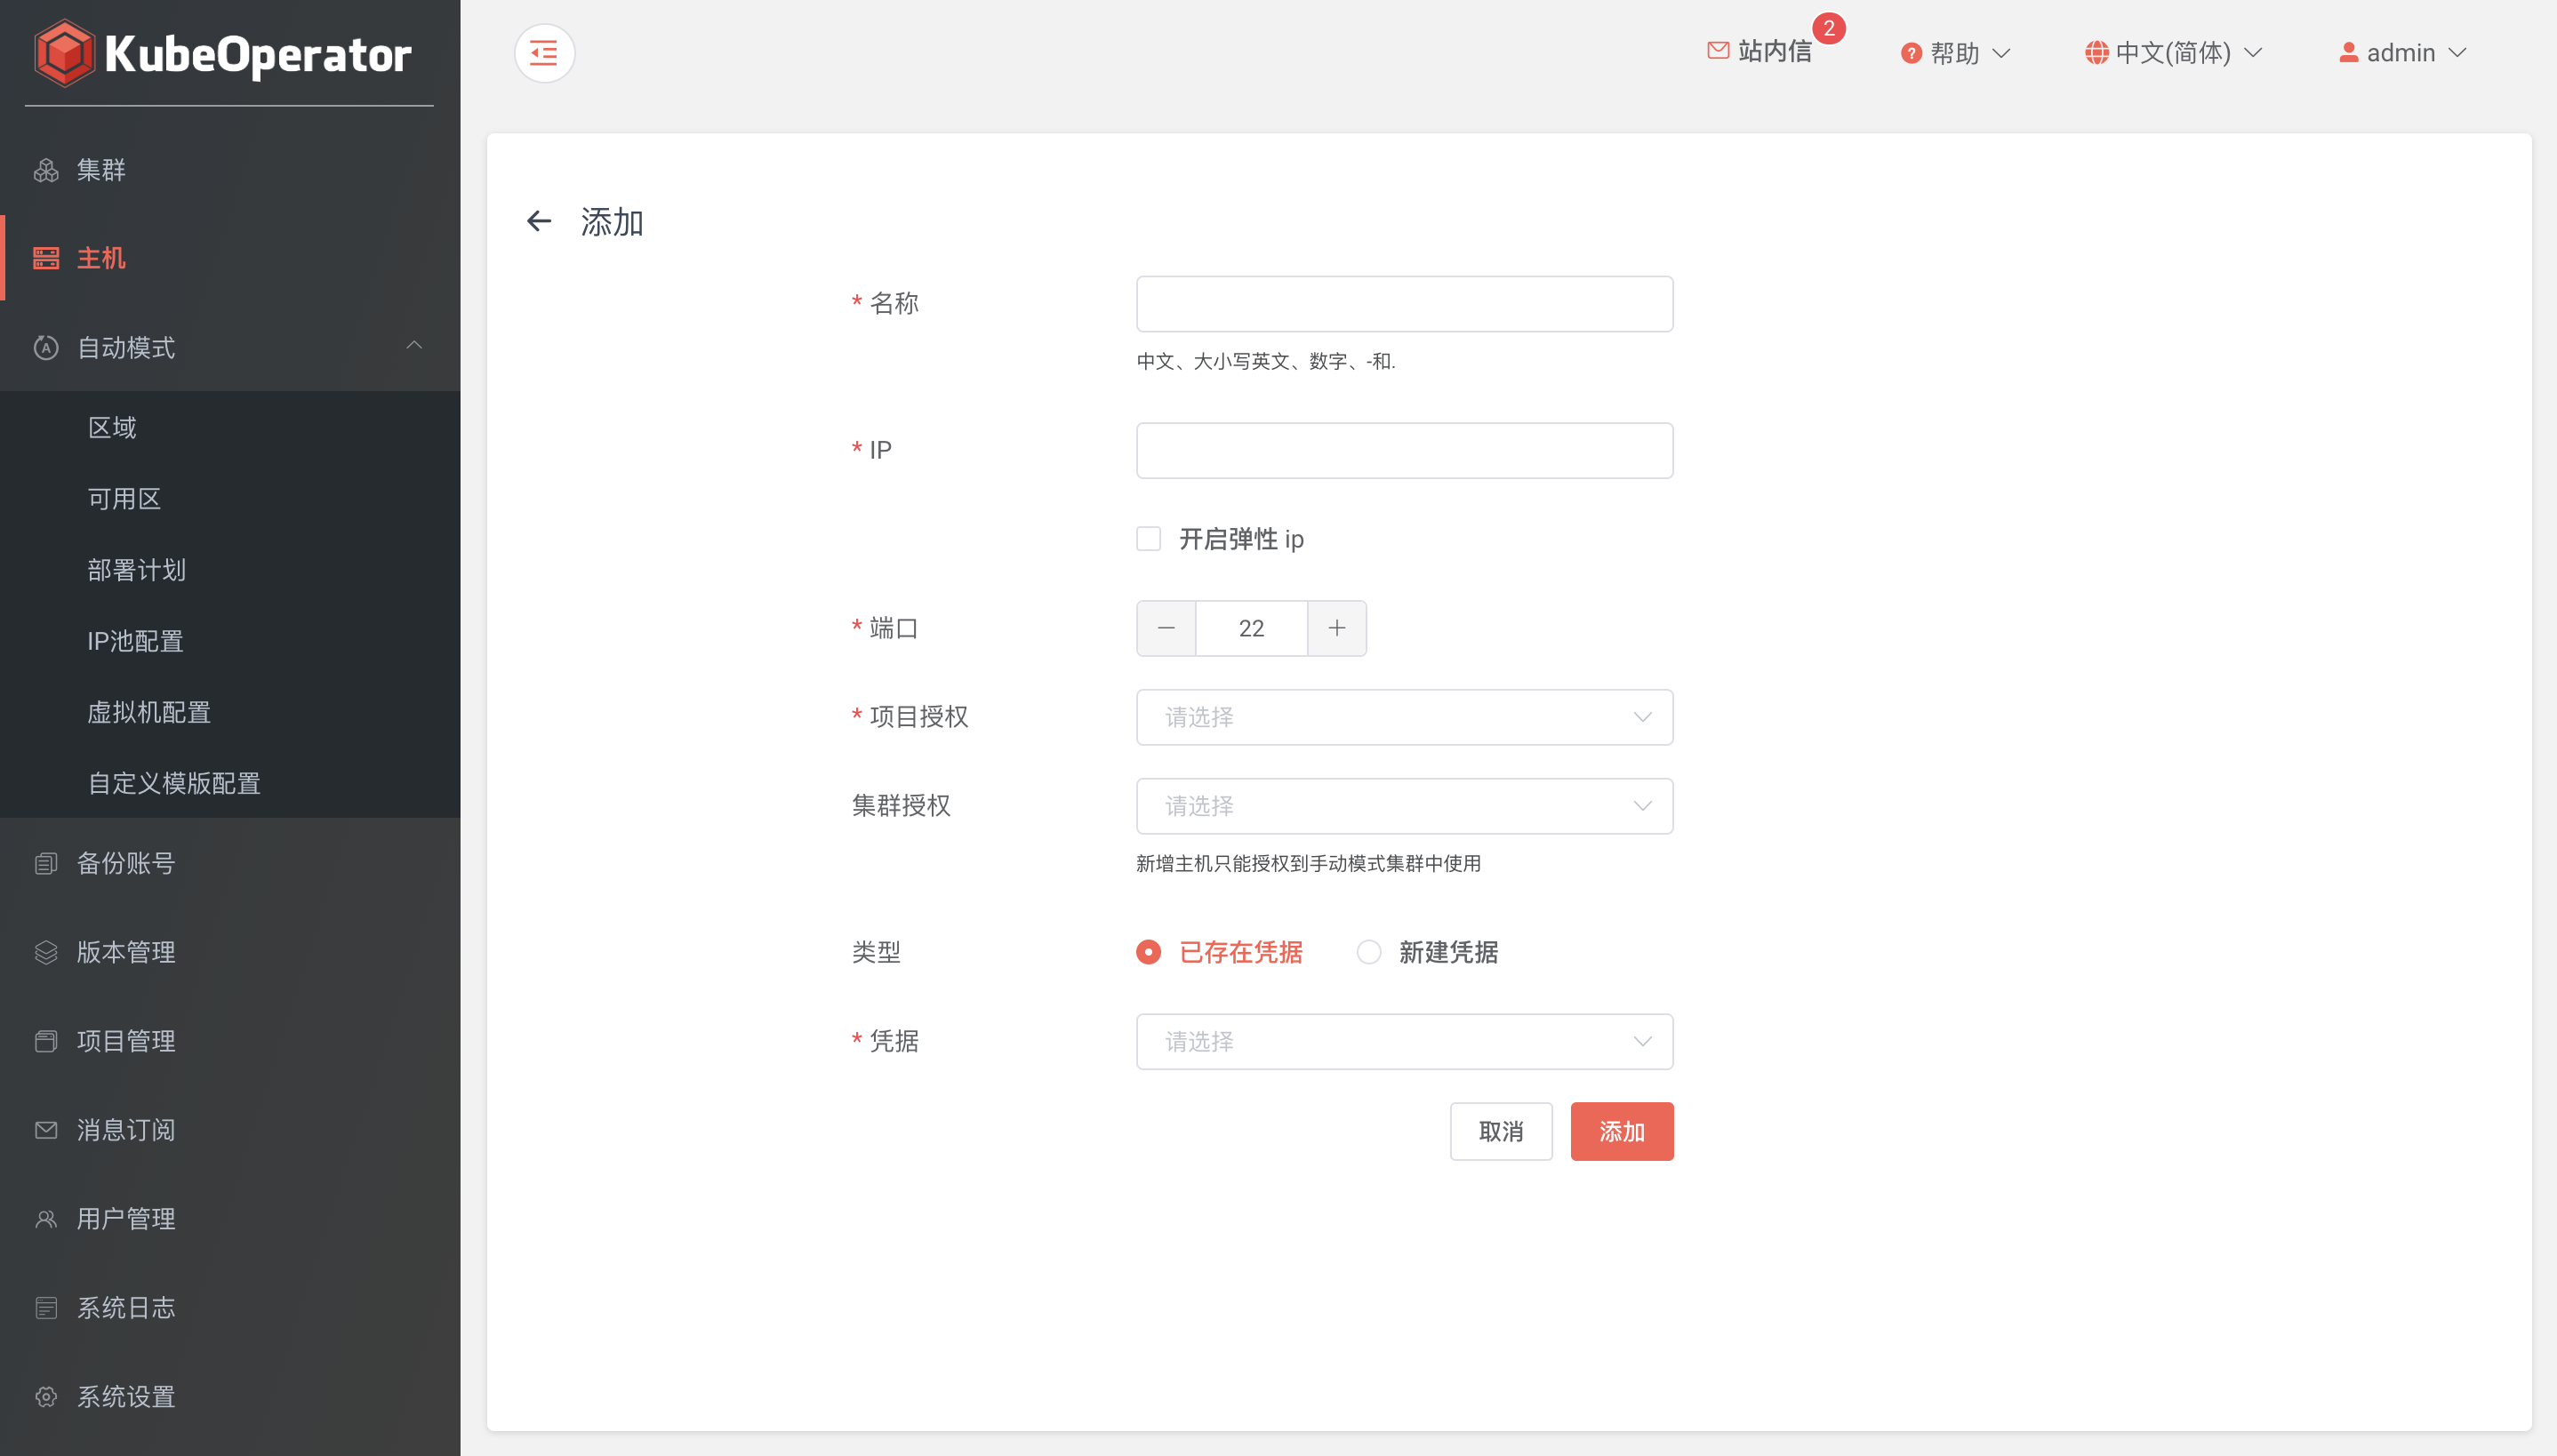 KubeOperator
站内信
2
帮助
中文(简体)
admin
集群
主机
自动模式
区域
可用区
部署计划
IP池配置
虚拟机配置
自定义模版配置
备份账号
版本管理
项目管理
消息订阅
用户管理
系统日志
系统设置
添加
* 名称
中文、大小写英文、数字、-和.
* IP
开启弹性 ip
* 端口
22
* 项目授权
请选择
集群授权
请选择
新增主机只能授权到手动模式集群中使用
类型
已存在凭据
新建凭据
* 凭据
请选择
取消
添加